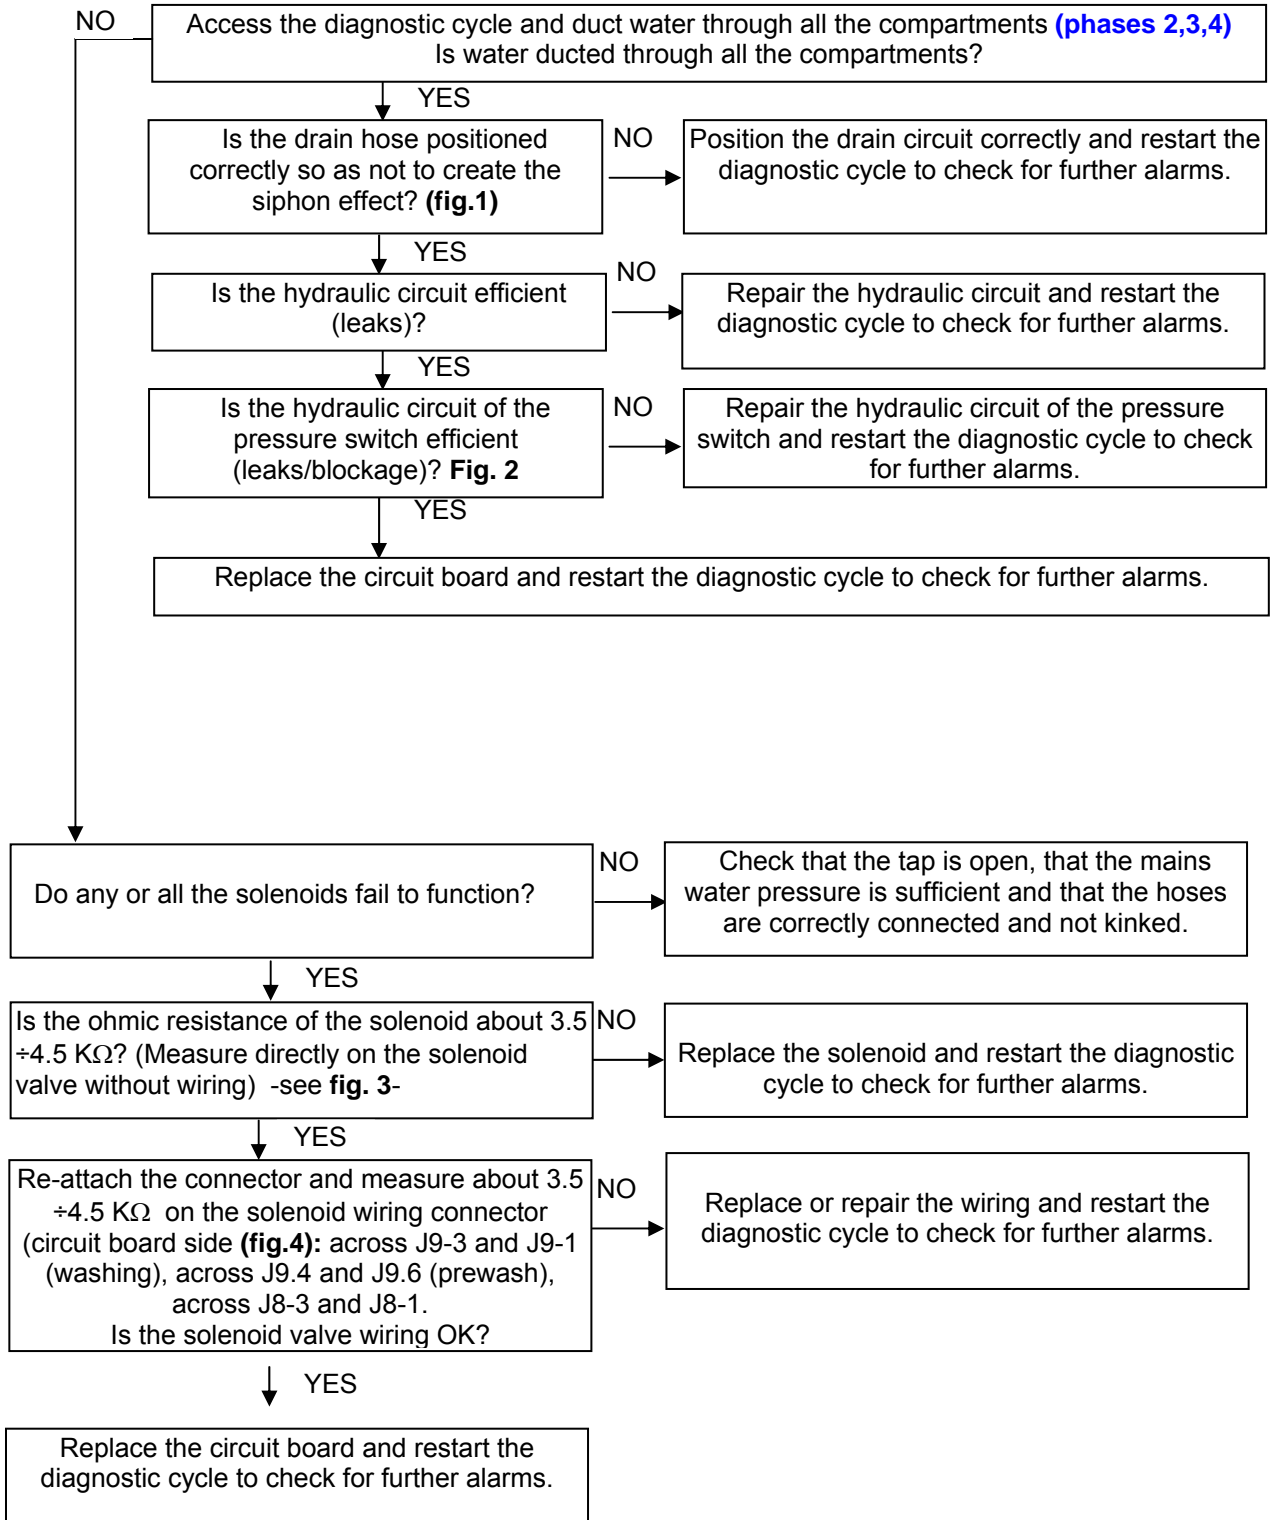 NO
Access the diagnostic cycle and duct water through all the compartments (phases 2,3,4)
Is water ducted through all the compartments?
YES
Is the drain hose positioned
correctly so as not to create the
siphon effect? (fig.1)
NO
Position the drain circuit correctly and restart the
diagnostic cycle to check for further alarms.
YES
Is the hydraulic circuit efficient
(leaks)?
NO
Repair the hydraulic circuit and restart the
diagnostic cycle to check for further alarms.
YES
Is the hydraulic circuit of the
pressure switch efficient
(leaks/blockage)? Fig. 2
NO
Repair the hydraulic circuit of the pressure
switch and restart the diagnostic cycle to check
for further alarms.
YES
Replace the circuit board and restart the diagnostic cycle to check for further alarms.
Do any or all the solenoids fail to function?
NO
Check that the tap is open, that the mains
water pressure is sufficient and that the hoses
are correctly connected and not kinked.
YES
Is the ohmic resistance of the solenoid about 3.5
÷4.5 KΩ? (Measure directly on the solenoid
valve without wiring) -see fig. 3-
NO
Replace the solenoid and restart the diagnostic
cycle to check for further alarms.
YES
Re-attach the connector and measure about 3.5
÷4.5 KΩ on the solenoid wiring connector
(circuit board side (fig.4): across J9-3 and J9-1
(washing), across J9.4 and J9.6 (prewash),
across J8-3 and J8-1.
Is the solenoid valve wiring OK?
NO
Replace or repair the wiring and restart the
diagnostic cycle to check for further alarms.
YES
Replace the circuit board and restart the
diagnostic cycle to check for further alarms.